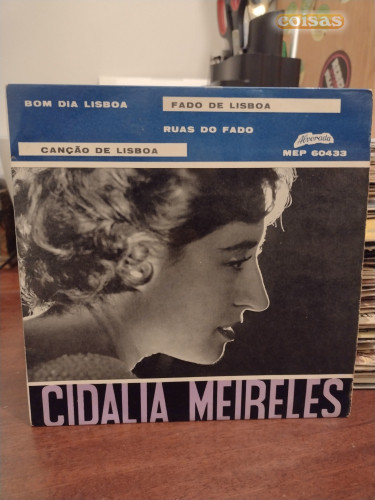 coisas
BOM DIA LISBOA
FADO DE LISBOA
RUAS DO FADO
CANÇÃO DE LISBOA
Alvorada
MEP 60433
CIDALIA MEIRELES